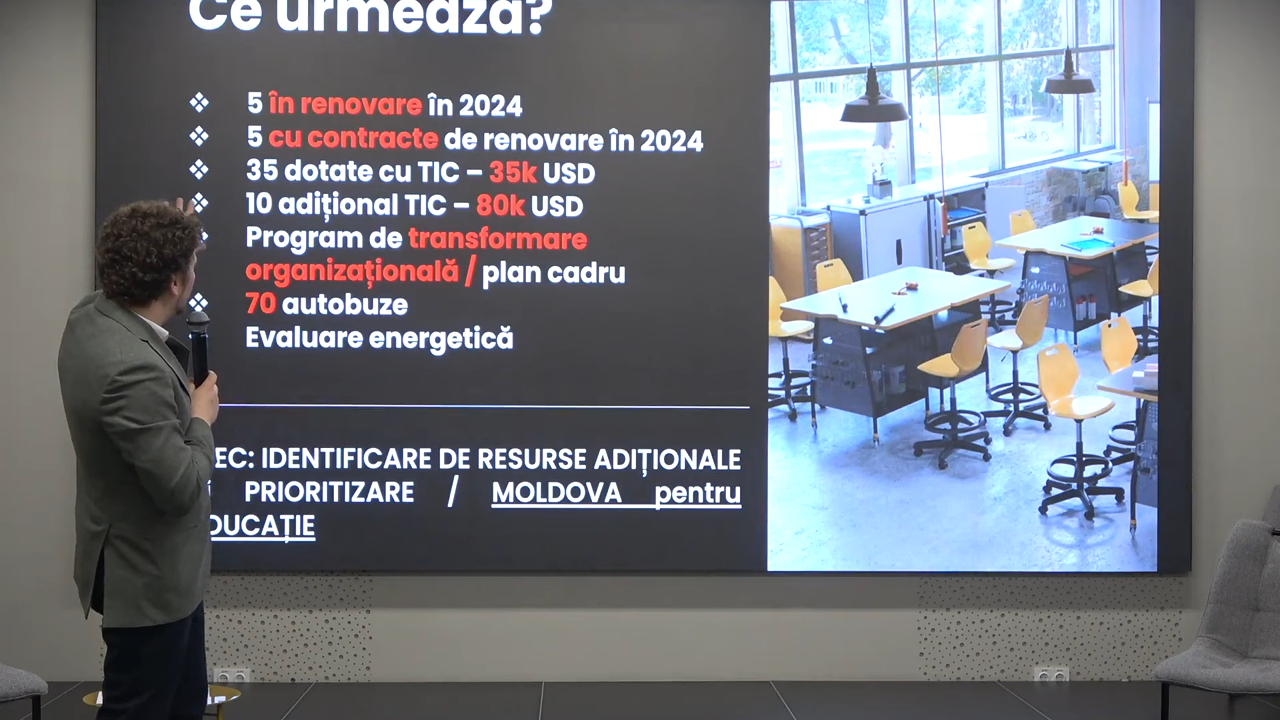 Ce urmează?
5 în renovare în 2024
5 cu contracte de renovare în 2024
35 dotate cu TIC – 35k USD
10 adițional TIC – 80k USD
Program de transformare
organizațională / plan cadru
70 autobuze
Evaluare energetică
EC: IDENTIFICARE DE RESURSE ADIȚIONALE
PRIORITIZARE / MOLDOVA pentru
DUCAȚIE